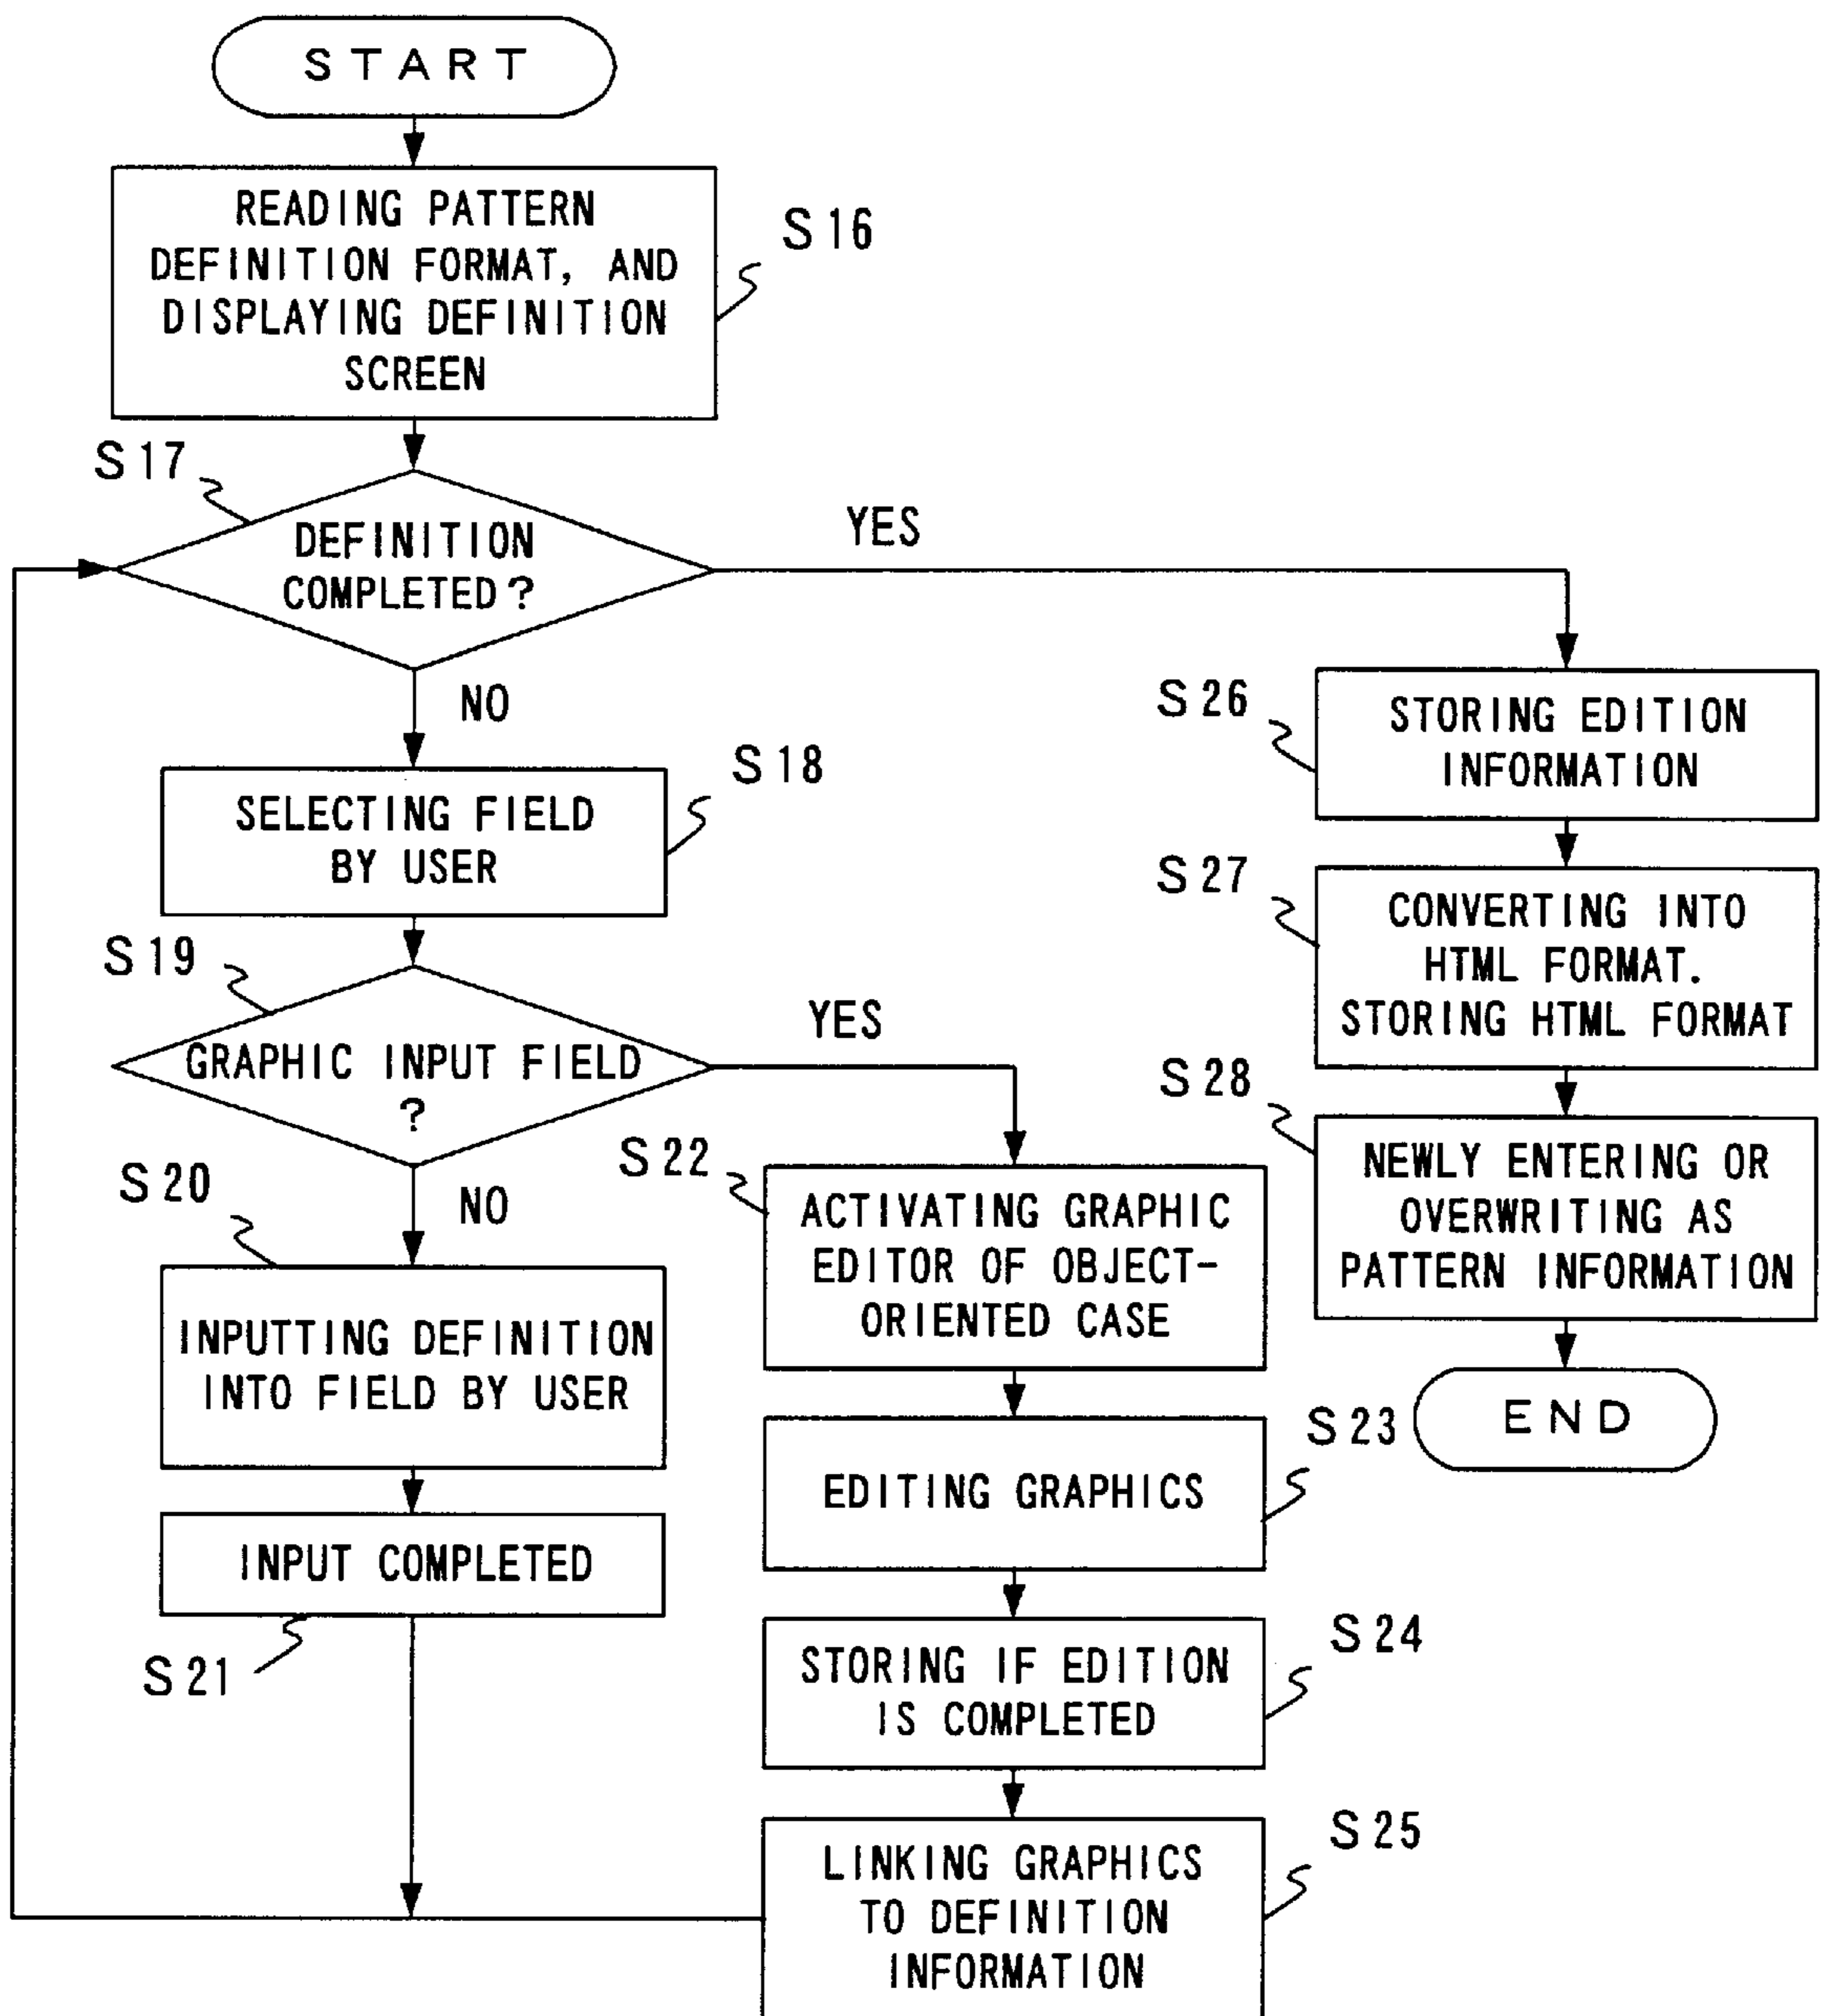 START
READING PATTERN
DEFINITION FORMAT, AND
DISPLAYING DEFINITION
SCREEN
S16
S17
DEFINITION
COMPLETED?
YES
NO
SELECTING FIELD
BY USER
S18
S19
GRAPHIC INPUT FIELD
?
YES
NO
S20
INPUTTING DEFINITION
INTO FIELD BY USER
INPUT COMPLETED
S21
S22
ACTIVATING GRAPHIC
EDITOR OF OBJECT-
ORIENTED CASE
EDITING GRAPHICS
S23
STORING IF EDITION
IS COMPLETED
S24
LINKING GRAPHICS
TO DEFINITION
INFORMATION
S25
S26
STORING EDITION
INFORMATION
S27
CONVERTING INTO
HTML FORMAT.
STORING HTML FORMAT
S28
NEWLY ENTERING OR
OVERWRITING AS
PATTERN INFORMATION
END